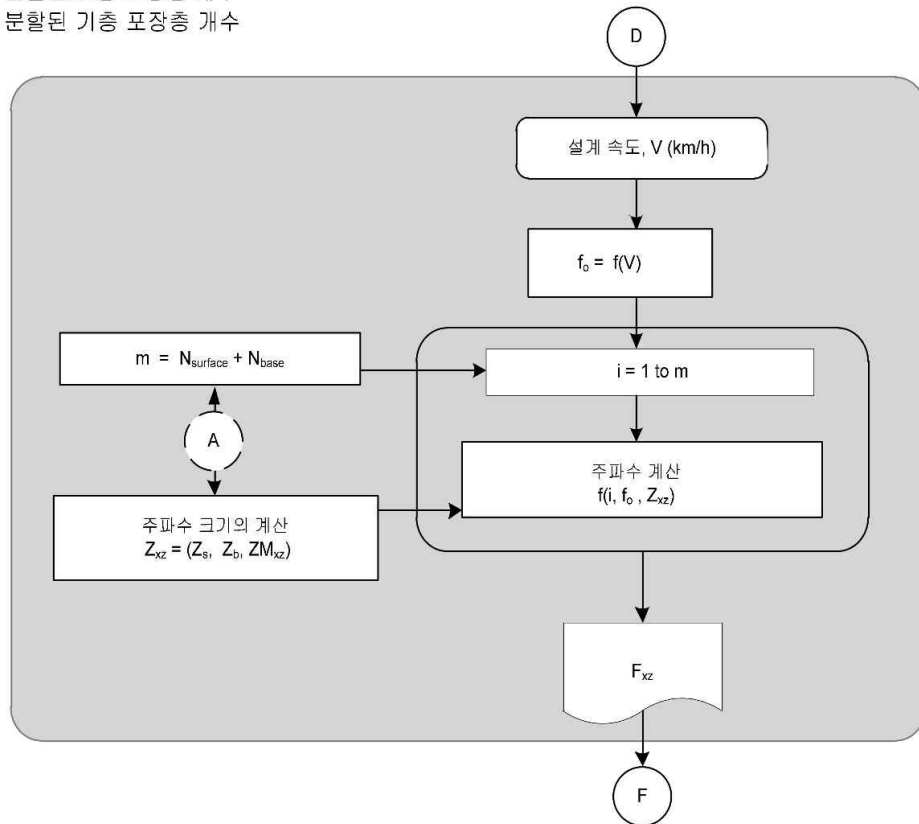 분할된 기층 포장층 개수
D
설계 속도, V (km/h)
fo = f(V)
m = Nsurface + Nbase
i = 1 to m
A
주파수 계산
f(i, fo , Zxz)
주파수 크기의 계산
Zxz = (Zs, Zb, ZMxz)
Fxz
F